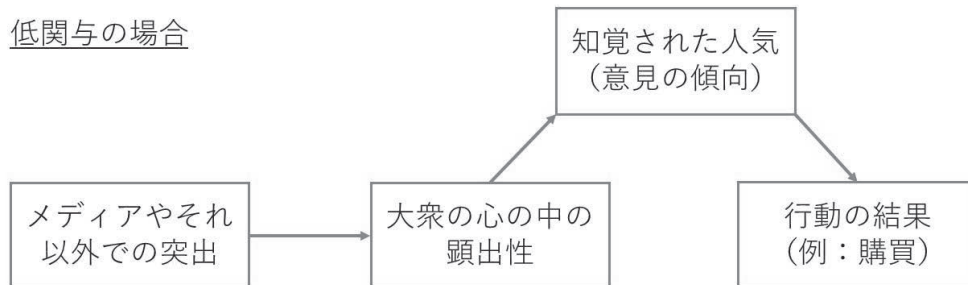 低関与の場合
知覚された人気
（意見の傾向）
メディアやそれ
以外での突出
大衆の心の中の
顕出性
行動の結果
（例：購買）